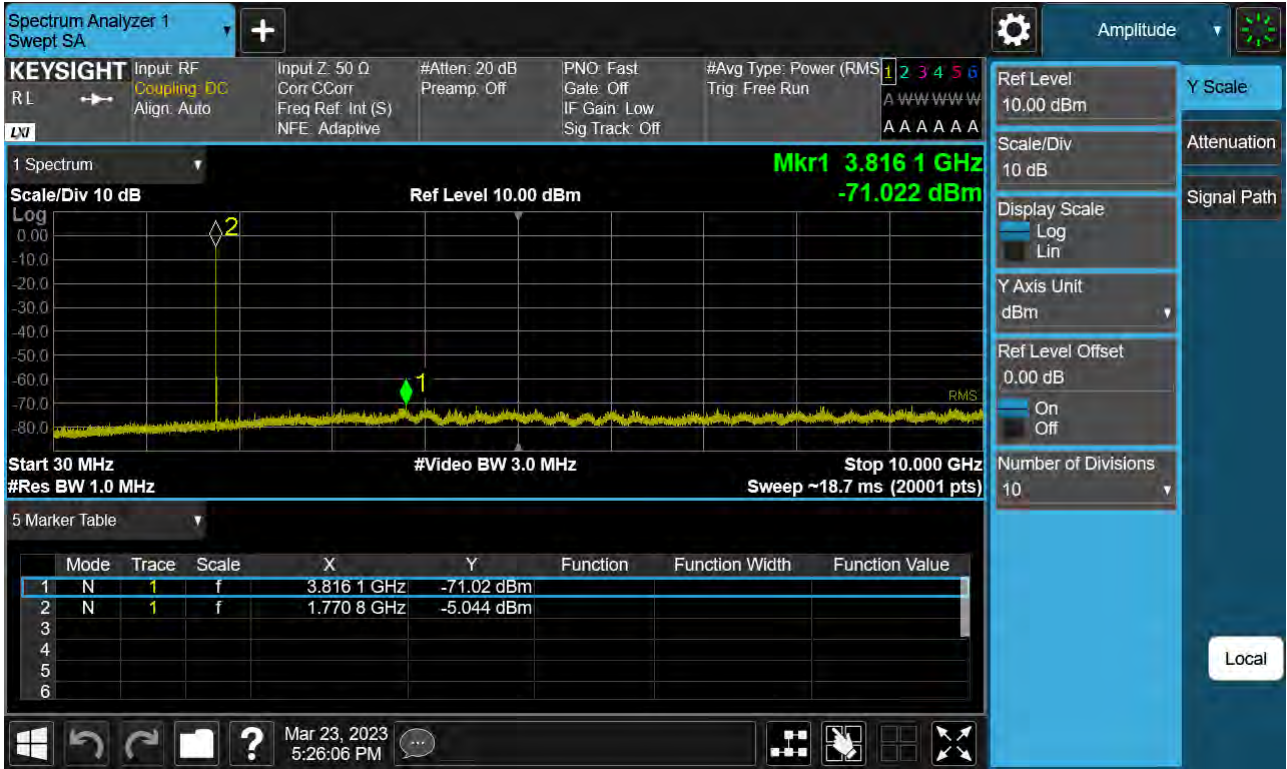 Spectrum Analyzer 1
Swept SA
Amplitude
KEYSIGHT
RL
LXI
Input: RF
Coupling: DC
Align: Auto
Input Z: 50 Ω
Corr CCorr
Freq Ref: Int (S)
NFE: Adaptive
#Atten: 20 dB
Preamp: Off
PNO: Fast
Gate: Off
IF Gain: Low
Sig Track: Off
#Avg Type: Power (RMS
Trig: Free Run
1 2 3 4 5 6
A W W W W W
A A A A A A
1 Spectrum
Mkr1 3.816 1 GHz
Scale/Div 10 dB
Ref Level 10.00 dBm
-71.022 dBm
Log
0.00
-10.0
-20.0
-30.0
-40.0
-50.0
-60.0
-70.0
-80.0
2
1
RMS
Start 30 MHz
#Video BW 3.0 MHz
Stop 10.000 GHz
#Res BW 1.0 MHz
Sweep ~18.7 ms (20001 pts)
5 Marker Table
Mode Trace Scale X Y Function Function Width Function Value
1 N 1 f 3.816 1 GHz -71.02 dBm
2 N 1 f 1.770 8 GHz -5.044 dBm
3
4
5
6
?
Mar 23, 2023
5:26:06 PM
Ref Level
10.00 dBm
Scale/Div
10 dB
Display Scale
Log
Lin
Y Axis Unit
dBm
Ref Level Offset
0.00 dB
On
Off
Number of Divisions
10
Y Scale
Attenuation
Signal Path
Local